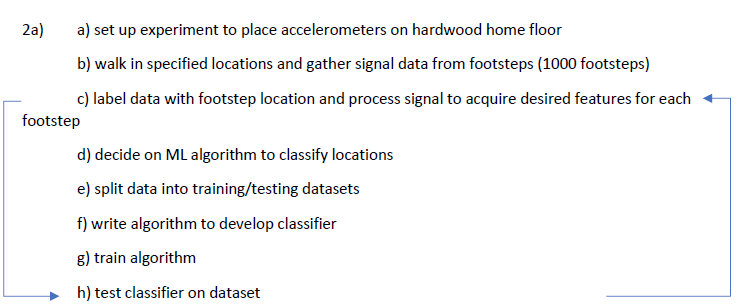 2a) a) set up experiment to place accelerometers on hardwood home floor
b) walk in specified locations and gather signal data from footsteps (1000 footsteps)
c) label data with footstep location and process signal to acquire desired features for each
footstep
d) decide on ML algorithm to classify locations
e) split data into training/testing datasets
f) write algorithm to develop classifier
g) train algorithm
h) test classifier on dataset